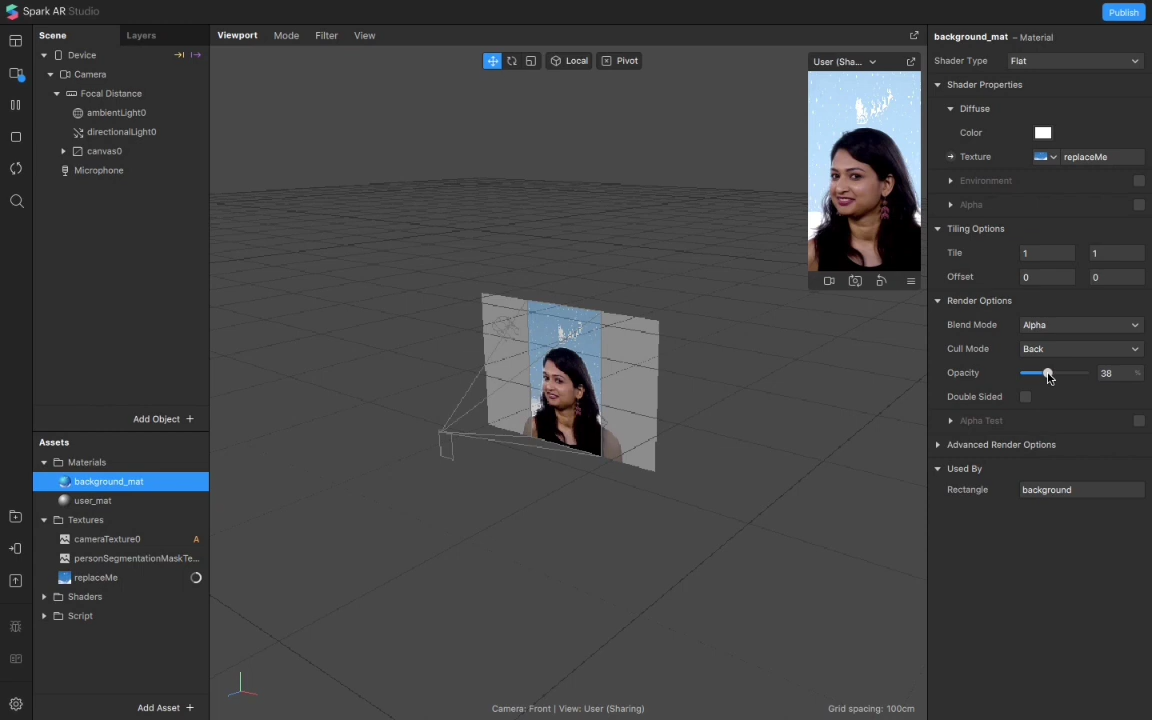 Spark AR Studio
Publish
Scene
Layers
Device
Camera
Focal Distance
ambientLight0
directionalLight0
canvas0
Microphone
Add Object +
Assets
Materials
background_mat
user_mat
Textures
cameraTexture0 A
personSegmentationMaskTe...
replaceMe
Shaders
Script
Add Asset +
Viewport Mode Filter View
Local
Pivot
User (Sha...
Camera: Front | View: User (Sharing)
Grid spacing: 100cm
background_mat – Material
Shader Type Flat
Shader Properties
Diffuse
Color
Texture replaceMe
Environment
Alpha
Tiling Options
Tile 1 1
Offset 0 0
Render Options
Blend Mode Alpha
Cull Mode Back
Opacity 38 %
Double Sided
Alpha Test
Advanced Render Options
Used By
Rectangle background